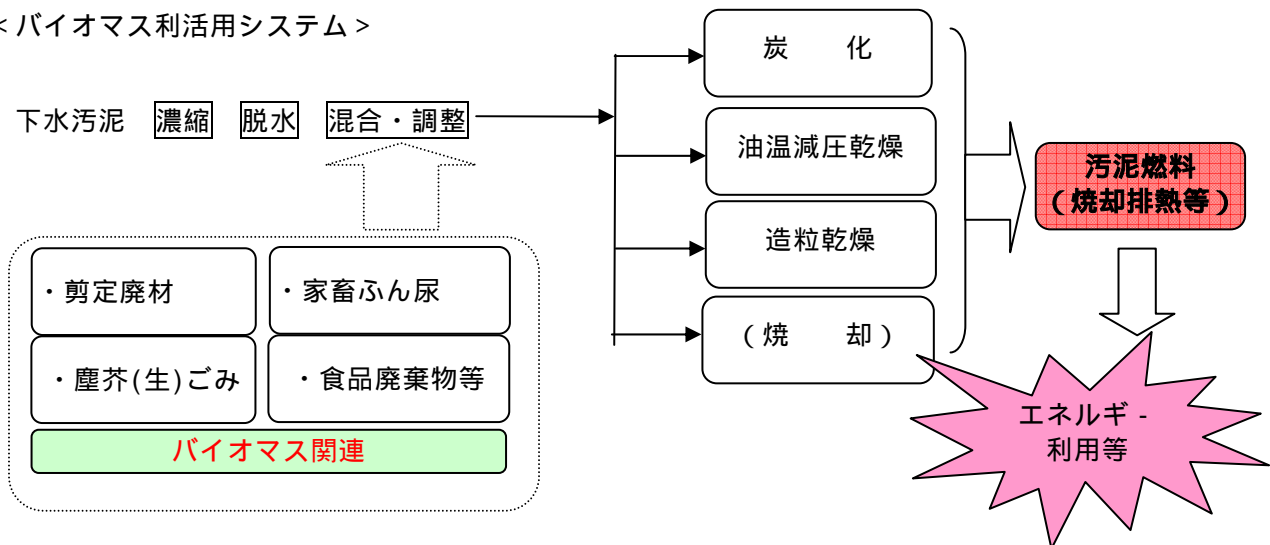 <バイオマス利活用システム>
下水汚泥 濃縮 脱水 混合・調整
炭　　化
油温減圧乾燥
造粒乾燥
(焼　　却)
汚泥燃料
(焼却排熱等)
・剪定廃材
・家畜ふん尿
・塵芥(生)ごみ
・食品廃棄物等
バイオマス関連
エネルギ-
利用等